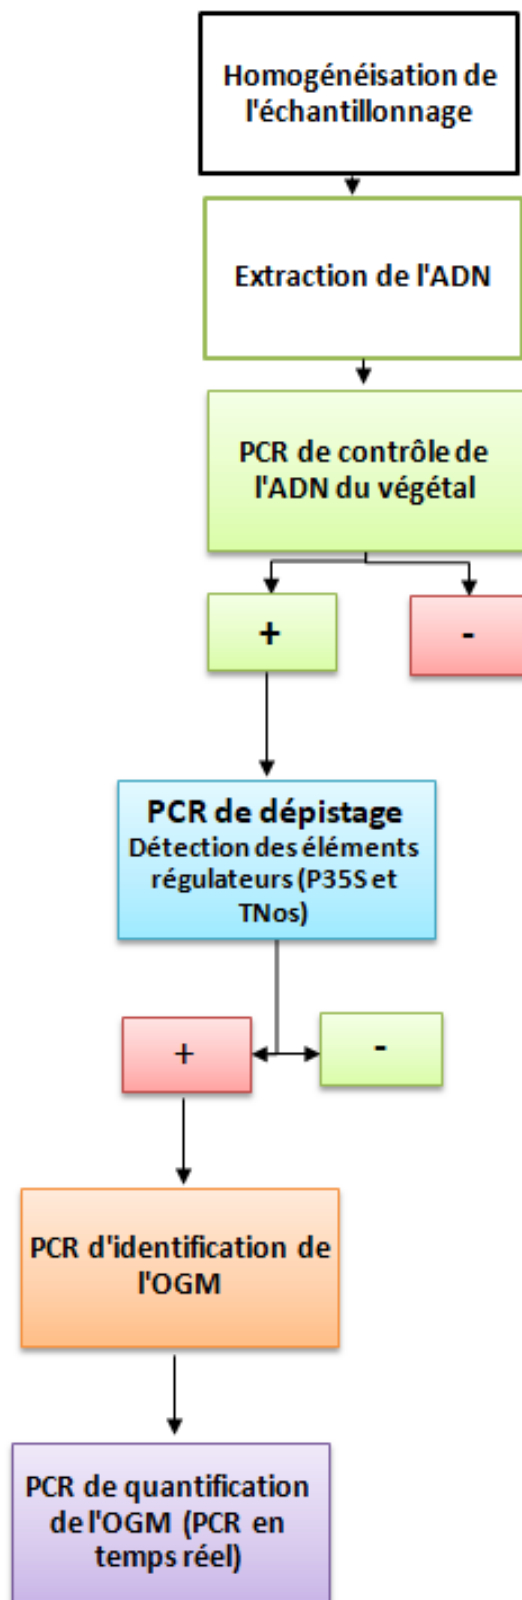 Homogénéisation de
l'échantillonnage
Extraction de l'ADN
PCR de contrôle de
l'ADN du végétal
+
-
PCR de dépistage
Détection des éléments
régulateurs (P35S et
TNos)
+
-
PCR d'identification de
l'OGM
PCR de quantification
de l'OGM (PCR en
temps réel)